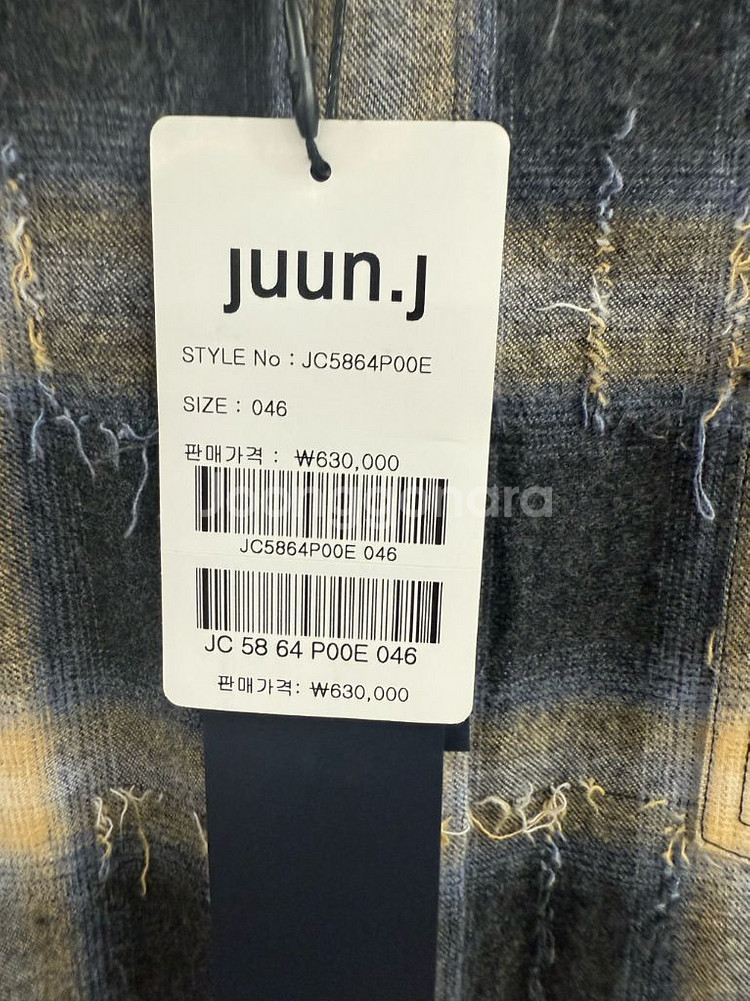 juun.j
STYLE No : JC5864P00E
SIZE : 046
판매가격 : ₩630,000
Joonggonara
JC5864P00E 046
JC 58 64 P00E 046
판매가격: ₩630,000